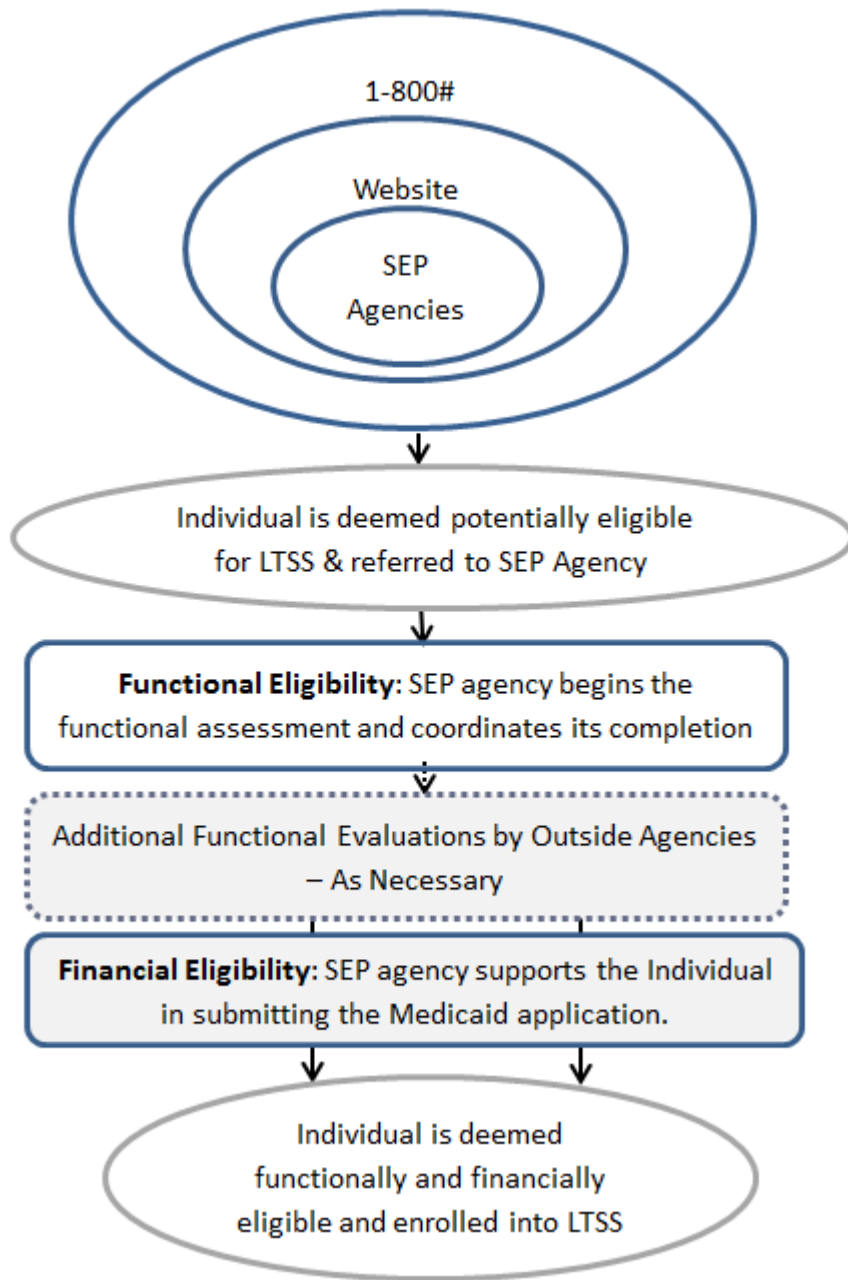 1-800#
Website
SEP
Agencies
Individual is deemed potentially eligible
for LTSS & referred to SEP Agency
Functional Eligibility: SEP agency begins the
functional assessment and coordinates its completion
Additional Functional Evaluations by Outside Agencies
– As Necessary
Financial Eligibility: SEP agency supports the Individual
in submitting the Medicaid application.
Individual is deemed
functionally and financially
eligible and enrolled into LTSS